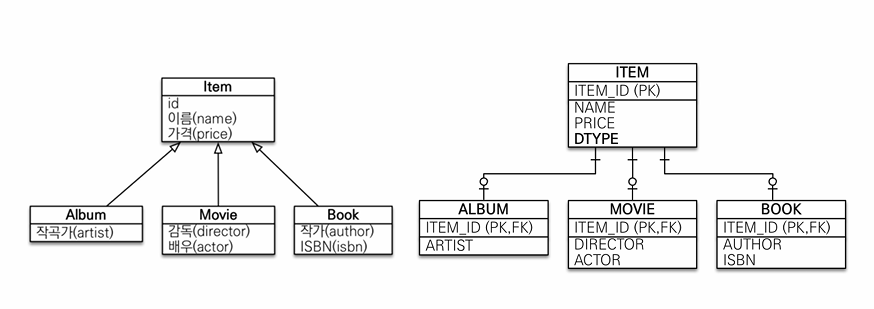 Item
id
이름(name)
가격(price)
Album
작곡가(artist)
Movie
감독(director)
배우(actor)
Book
작가(author)
ISBN(isbn)
ITEM
ITEM_ID (PK)
NAME
PRICE
DTYPE
ALBUM
ITEM_ID (PK,FK)
ARTIST
MOVIE
ITEM_ID (PK,FK)
DIRECTOR
ACTOR
BOOK
ITEM_ID (PK,FK)
AUTHOR
ISBN